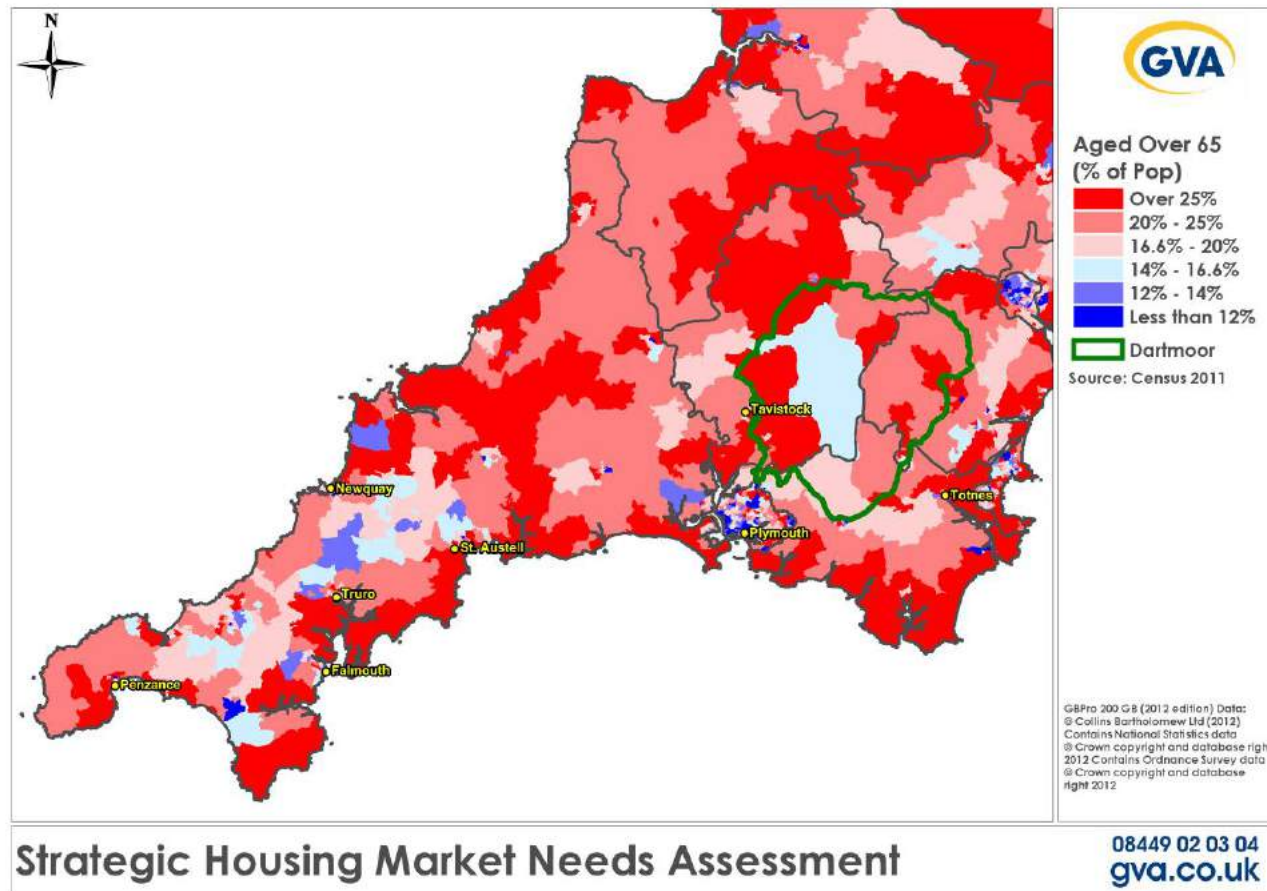 N
GVA
Aged Over 65
(% of Pop)
Over 25%
20% - 25%
16.6% - 20%
14% - 16.6%
12% - 14%
Less than 12%
Dartmoor
Source: Census 2011
Tavistock
Newquay
Totnes
Plymouth
St. Austell
Truro
Falmouth
Penzance
GBPro 200 GB (2012 edition) Data:
© Collins Bartholomew Ltd (2012)
Contains National Statistics data
© Crown copyright and database righ
2012 Contains Ordnance Survey data
© Crown copyright and database
right 2012
Strategic Housing Market Needs Assessment
08449 02 03 04
gva.co.uk